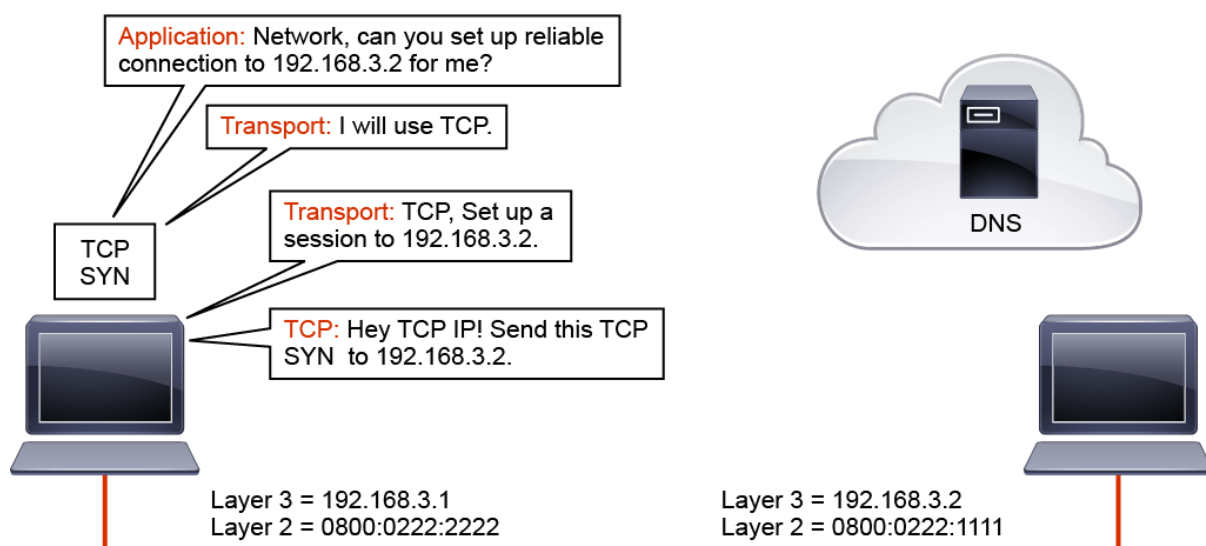 Application: Network, can you set up reliable
connection to 192.168.3.2 for me?
Transport: I will use TCP.
Transport: TCP, Set up a
session to 192.168.3.2.
TCP
SYN
TCP: Hey TCP IP! Send this TCP
SYN to 192.168.3.2.
DNS
Layer 3 = 192.168.3.1
Layer 2 = 0800:0222:2222
Layer 3 = 192.168.3.2
Layer 2 = 0800:0222:1111